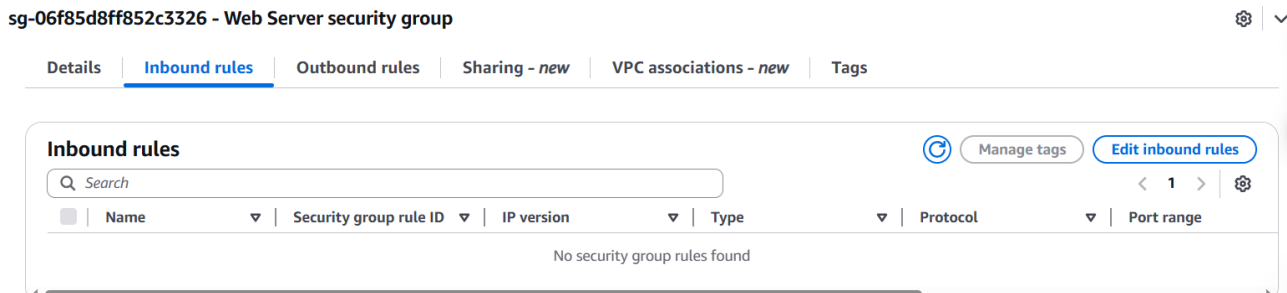 sg-06f85d8ff852c3326 - Web Server security group
Details Inbound rules Outbound rules Sharing - new VPC associations - new Tags
Inbound rules Manage tags Edit inbound rules
Search
1
Name Security group rule ID IP version Type Protocol Port range
No security group rules found